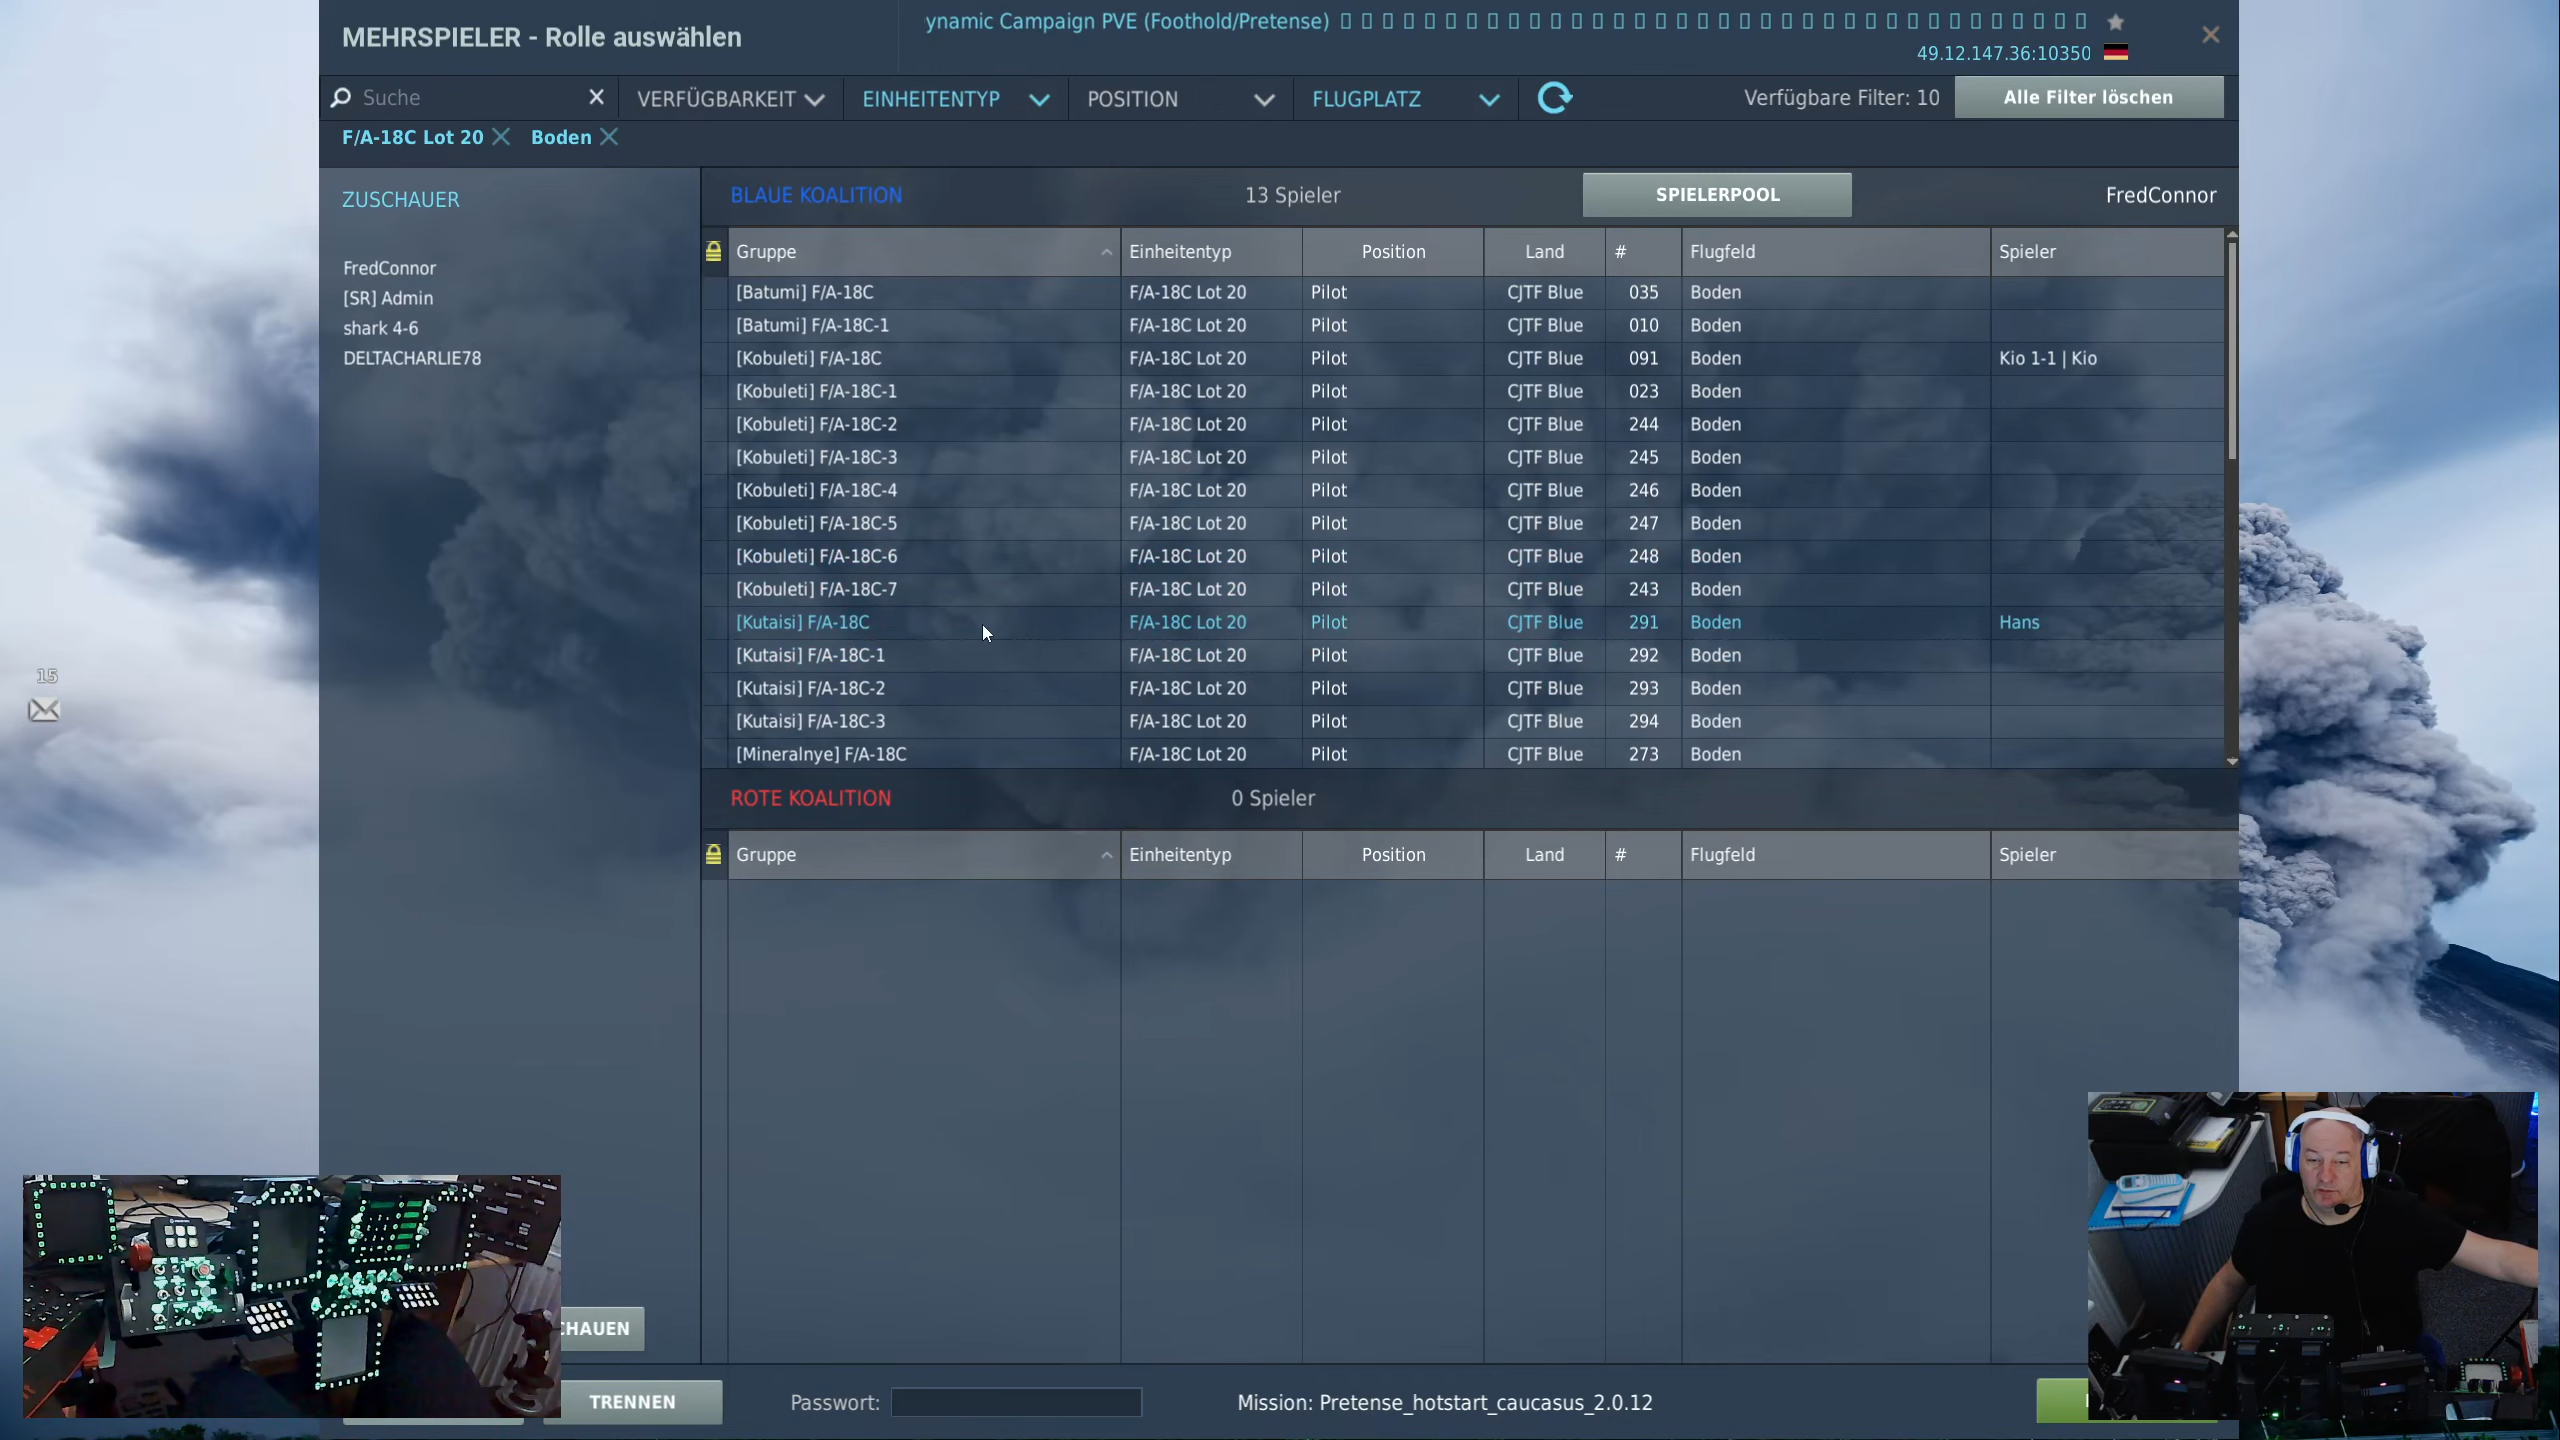 MEHRSPIELER - Rolle auswählen
ynamic Campaign PVE (Foothold/Pretense)
49.12.147.36:10350
Suche
VERFÜGBARKEIT
EINHEITENTYP
POSITION
FLUGPLATZ
Verfügbare Filter: 10
Alle Filter löschen
F/A-18C Lot 20
Boden
ZUSCHAUER
FredConnor
[SR] Admin
shark 4-6
DELTACHARLIE78
BLAUE KOALITION 13 Spieler SPIELERPOOL FredConnor
Gruppe Einheitentyp Position Land # Flugfeld Spieler
[Batumi] F/A-18C F/A-18C Lot 20 Pilot CJTF Blue 035 Boden
[Batumi] F/A-18C-1 F/A-18C Lot 20 Pilot CJTF Blue 010 Boden
[Kobuleti] F/A-18C F/A-18C Lot 20 Pilot CJTF Blue 091 Boden Kio 1-1 | Kio
[Kobuleti] F/A-18C-1 F/A-18C Lot 20 Pilot CJTF Blue 023 Boden
[Kobuleti] F/A-18C-2 F/A-18C Lot 20 Pilot CJTF Blue 244 Boden
[Kobuleti] F/A-18C-3 F/A-18C Lot 20 Pilot CJTF Blue 245 Boden
[Kobuleti] F/A-18C-4 F/A-18C Lot 20 Pilot CJTF Blue 246 Boden
[Kobuleti] F/A-18C-5 F/A-18C Lot 20 Pilot CJTF Blue 247 Boden
[Kobuleti] F/A-18C-6 F/A-18C Lot 20 Pilot CJTF Blue 248 Boden
[Kobuleti] F/A-18C-7 F/A-18C Lot 20 Pilot CJTF Blue 243 Boden
[Kutaisi] F/A-18C F/A-18C Lot 20 Pilot CJTF Blue 291 Boden Hans
[Kutaisi] F/A-18C-1 F/A-18C Lot 20 Pilot CJTF Blue 292 Boden
[Kutaisi] F/A-18C-2 F/A-18C Lot 20 Pilot CJTF Blue 293 Boden
[Kutaisi] F/A-18C-3 F/A-18C Lot 20 Pilot CJTF Blue 294 Boden
[Mineralnye] F/A-18C F/A-18C Lot 20 Pilot CJTF Blue 273 Boden
15
ROTE KOALITION 0 Spieler
Gruppe Einheitentyp Position Land # Flugfeld Spieler
CHAUEN
TRENNEN
Passwort:
Mission: Pretense_hotstart_caucasus_2.0.12